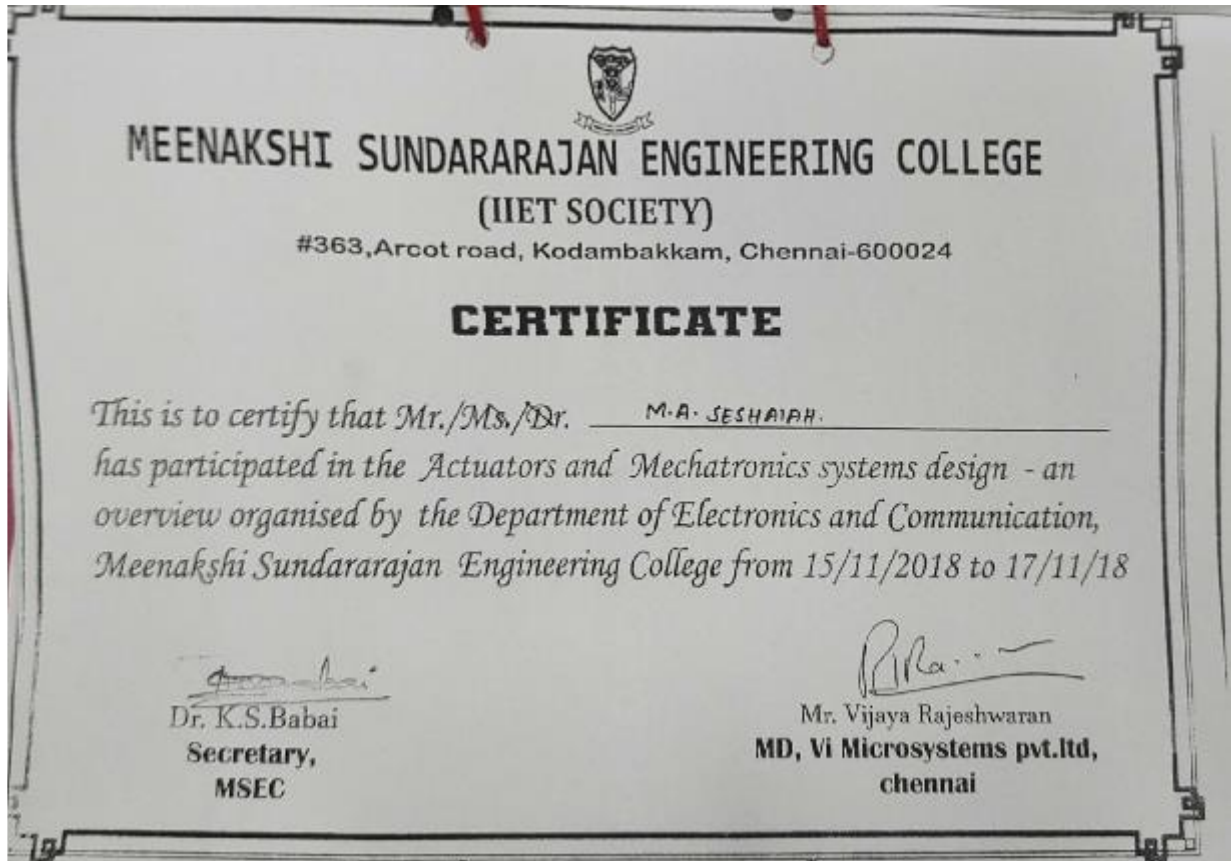 MEENAKSHI SUNDARARAJAN ENGINEERING COLLEGE
(IIET SOCIETY)
#363,Arcot road, Kodambakkam, Chennai-600024
CERTIFICATE
This is to certify that Mr./Ms./Dr. M.A. SESHAIAH.
has participated in the Actuators and Mechatronics systems design - an
overview organised by the Department of Electronics and Communication,
Meenakshi Sundararajan Engineering College from 15/11/2018 to 17/11/18
Dr. K.S.Babai
Secretary,
MSEC
Mr. Vijaya Rajeshwaran
MD, Vi Microsystems pvt.ltd,
chennai